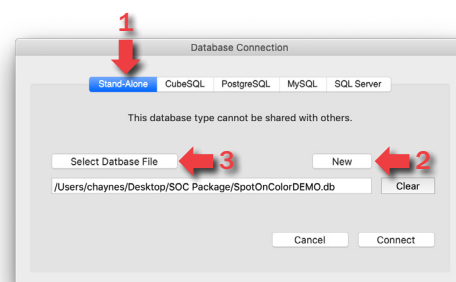 1
Database Connection
Stand-Alone CubeSQL PostgreSQL MySQL SQL Server
This database type cannot be shared with others.
Select Datbase File 3 New 2
/Users/chaynes/Desktop/SOC Package/SpotOnColorDEMO.db Clear
Cancel Connect